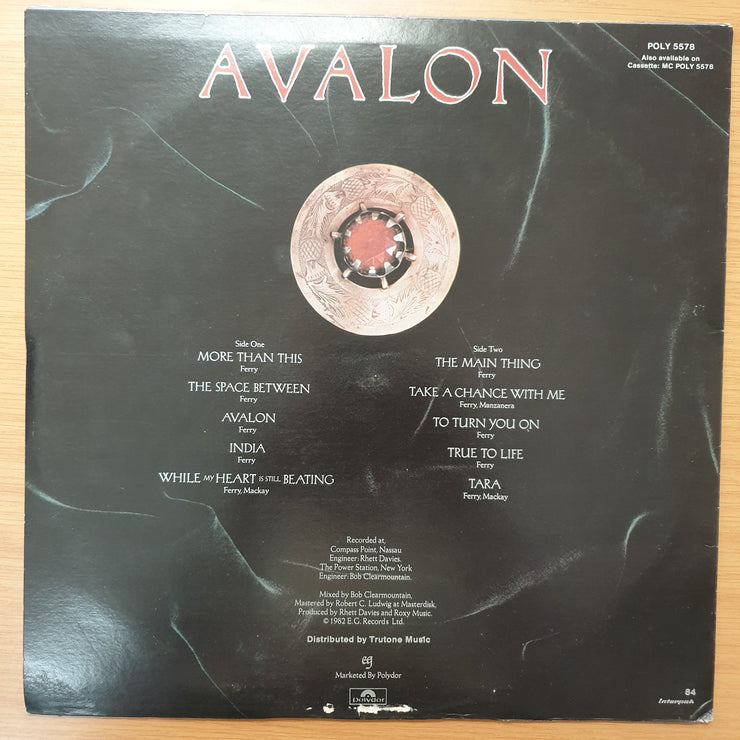 AVALON
POLY 5578
Also available on
Cassette: MC POLY 5578
Side One
MORE THAN THIS
Ferry
THE SPACE BETWEEN
Ferry
AVALON
Ferry
INDIA
Ferry
WHILE MY HEART IS STILL BEATING
Ferry, Mackay
Side Two
THE MAIN THING
Ferry
TAKE A CHANCE WITH ME
Ferry, Manzanera
TO TURN YOU ON
Ferry
TRUE TO LIFE
Ferry
TARA
Ferry, Mackay
Recorded at,
Compass Point, Nassau
Engineer: Rhett Davies.
The Power Station, New York
Engineer: Bob Clearmountain.
Mixed by Bob Clearmountain,
Mastered by Robert C. Ludwig at Masterdisk,
Produced by Rhett Davies and Roxy Music.
© 1982 E.G. Records Ltd.
Distributed by Trutone Music
eg
Marketed By Polydor
polydor
84
Interpak